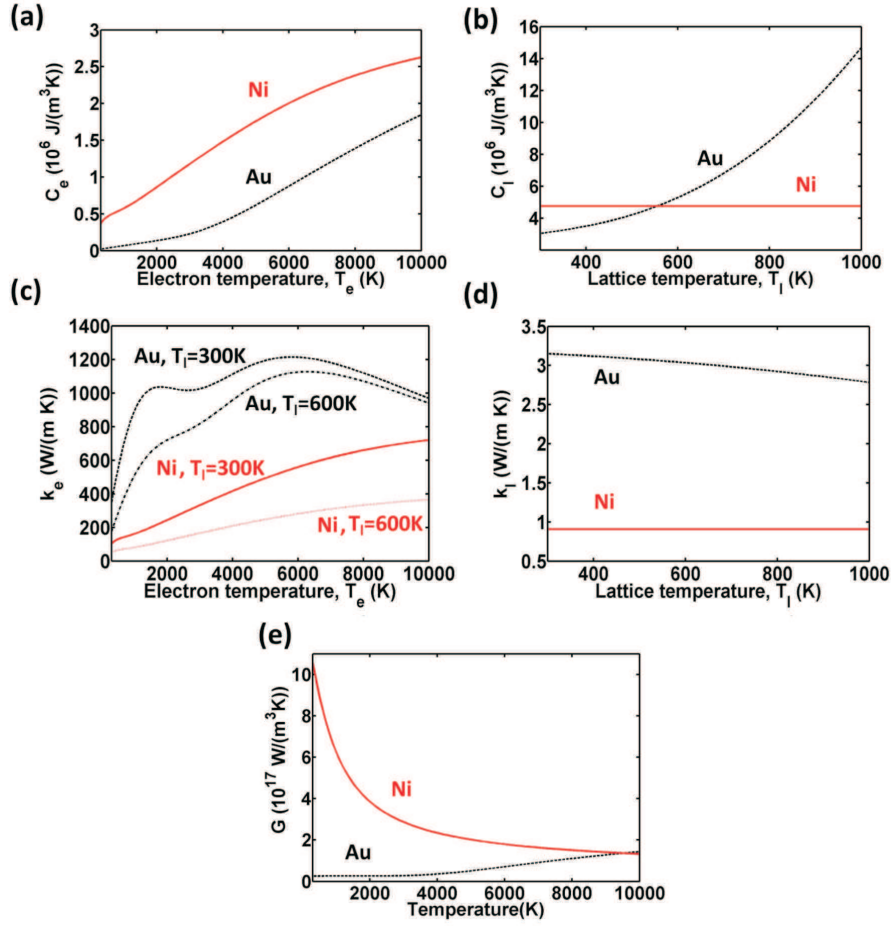 (a)
3
2.5
2
1.5
1
0.5
0
C_e (10^6 J/(m^3K))
Ni
Au
2000 4000 6000 8000 10000
Electron temperature, T_e (K)
(b)
16
14
12
10
8
6
4
C_l (10^6 J/(m^3K))
Au
Ni
400 600 800 1000
Lattice temperature, T_l (K)
(c)
1400
1200
1000
800
600
400
200
0
k_e (W/(m K))
Au, T_l=300K
Au, T_l=600K
Ni, T_l=300K
Ni, T_l=600K
2000 4000 6000 8000 10000
Electron temperature, T_e (K)
(d)
3.5
3
2.5
2
1.5
1
0.5
k_l (W/(m K))
Au
Ni
400 600 800 1000
Lattice temperature, T_l (K)
(e)
10
8
6
4
2
0
G (10^17 W/(m^3K))
Ni
Au
2000 4000 6000 8000 10000
Temperature(K)